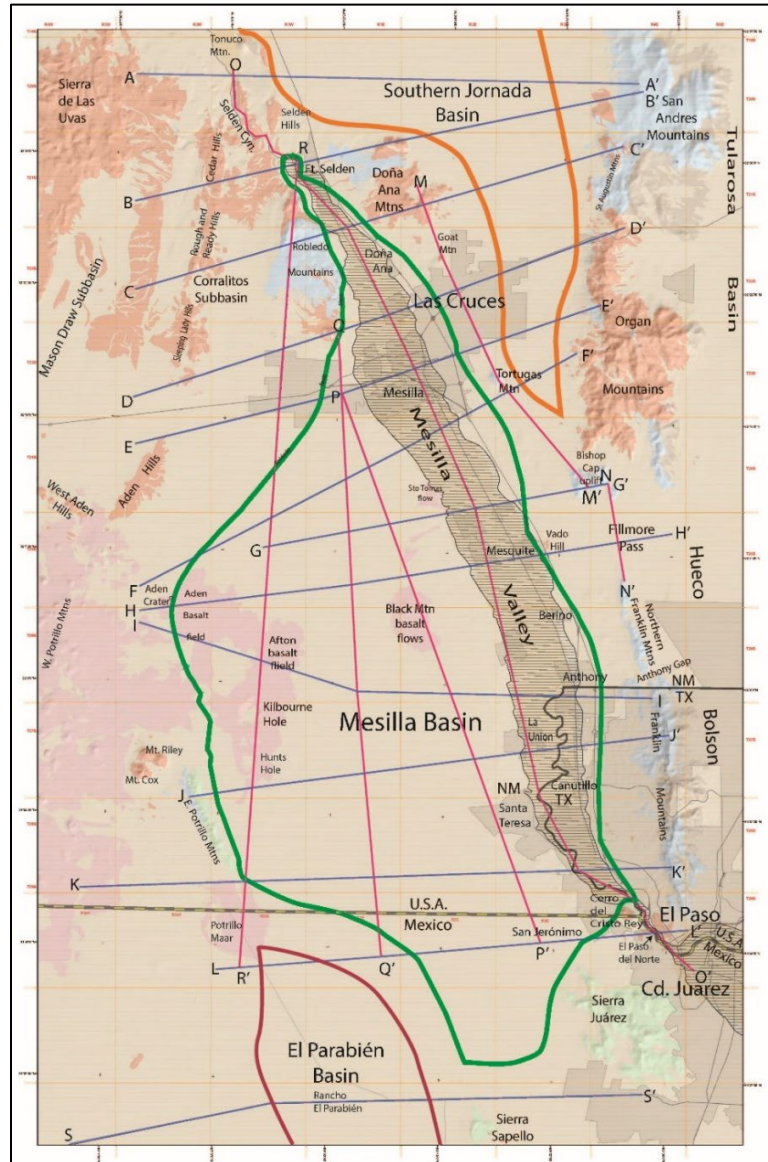 Tonuco
Mtn.
O
Sierra
de Las
Uvas
A
A'
Southern Jornada
Basin
B'
San
Andres
Mountains
Selden Cyn.
Selden
Hills
Cedar Hills
R
Ft. Selden
Doña
Ana
Mtns
M
C'
St Augustin Mtns
Tularosa
Basin
B
Rough and
Ready Hills
Robledo
Mountains
Doña
Ana
Goat
Mtn
D'
C
Corralitos
Subbasin
Mason Draw Subbasin
Sleeping Lady Hills
Las Cruces
Q
E'
Organ
Mountains
F'
D
P
Mesilla
Tortugas
Mtn
E
Mesilla
Valley
Aden Hills
West Aden
Hills
Bishop
Cap
uplift
N
M'
G'
G
Mesquite
Vado
Hill
Fillmore
Pass
H'
Hueco
Bolson
F
H
I
Aden
Crater
Aden
Basalt
field
N'
Black Mtn
basalt
flows
Berino
Northern
Franklin Mtns
W. Potrillo Mtns
Afton
basalt
flield
Anthony
Anthony Gap
NM
TX
Kilbourne
Hole
Mesilla Basin
La
Union
I
Franklin
Mountains
J'
Mt. Riley
Mt. Cox
Hunts
Hole
J
E. Potrillo Mtns
NM
TX
Canutillo
Santa
Teresa
K
K'
U.S.A.
Mexico
Cerro
del
Cristo Rey
El Paso
L'
U.S.A.
Mexico
Potrillo
Maar
San Jerónimo
El Paso
del Norte
L
R'
Q'
P'
O'
Cd. Juárez
Sierra
Juárez
El Parabién
Basin
Rancho
El Parabién
S'
S
Sierra
Sapello